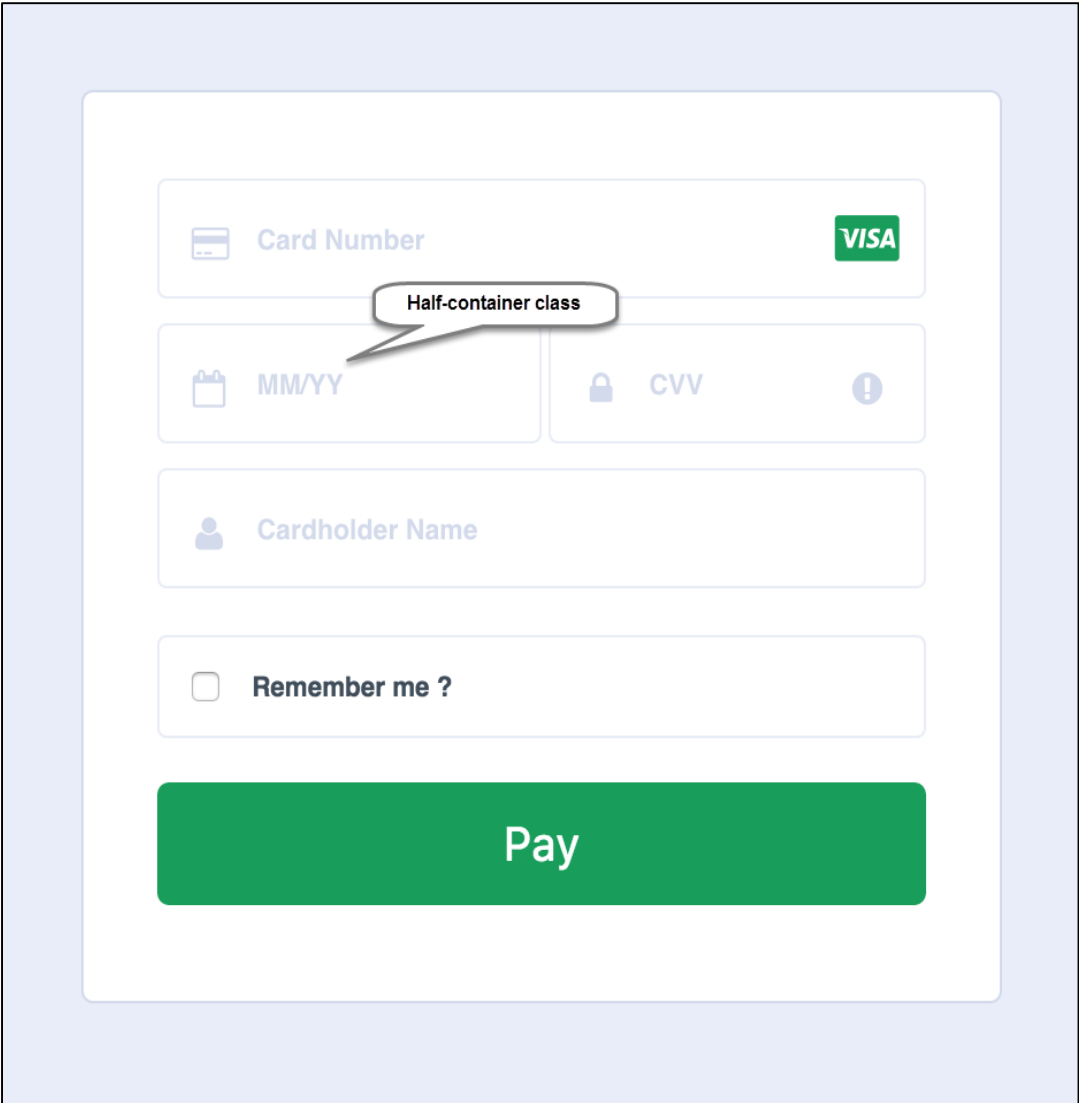 Card Number
VISA
Half-container class
MM/YY
CVV
Cardholder Name
Remember me ?
Pay